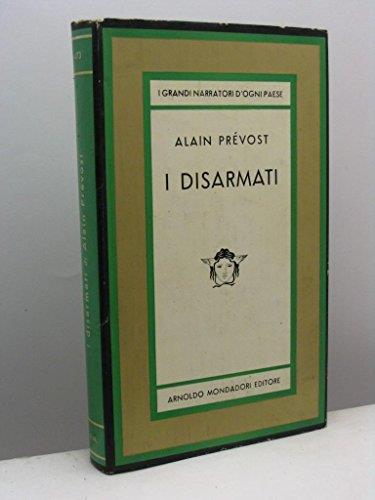 I GRANDI NARRATORI D'OGNI PAESE
ALAIN PRÉVOST
I DISARMATI
ARNOLDO MONDADORI EDITORE
I disarmati di Alain Prévost